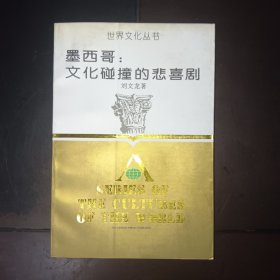 世界文化丛书
墨西哥：
文化碰撞的悲喜剧
刘文龙著
A
SERIES OF
THE CULTURES
OF THE WORLD